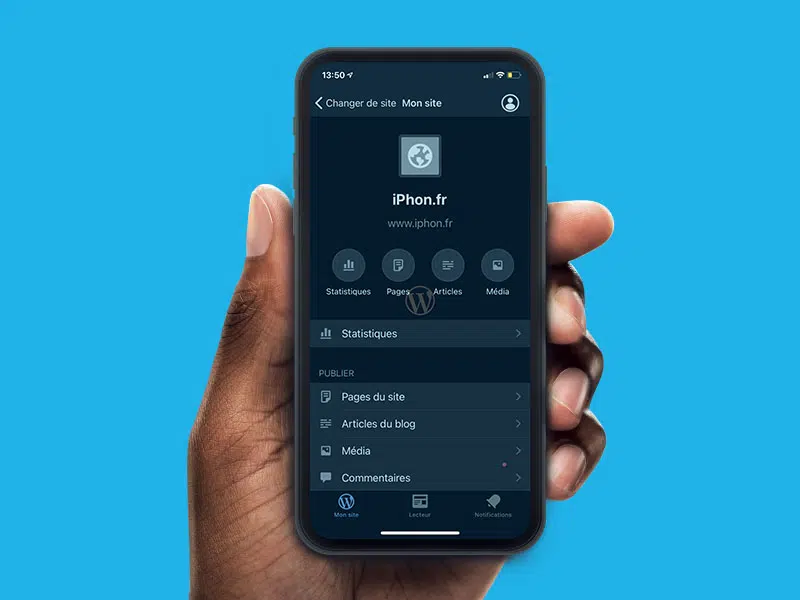 13:50
Changer de site Mon site
iPhon.fr
www.iphon.fr
Statistiques Pages Articles Média
Statistiques
PUBLIER
Pages du site
Articles du blog
Média
Commentaires
Mon site Lecteur Notifications